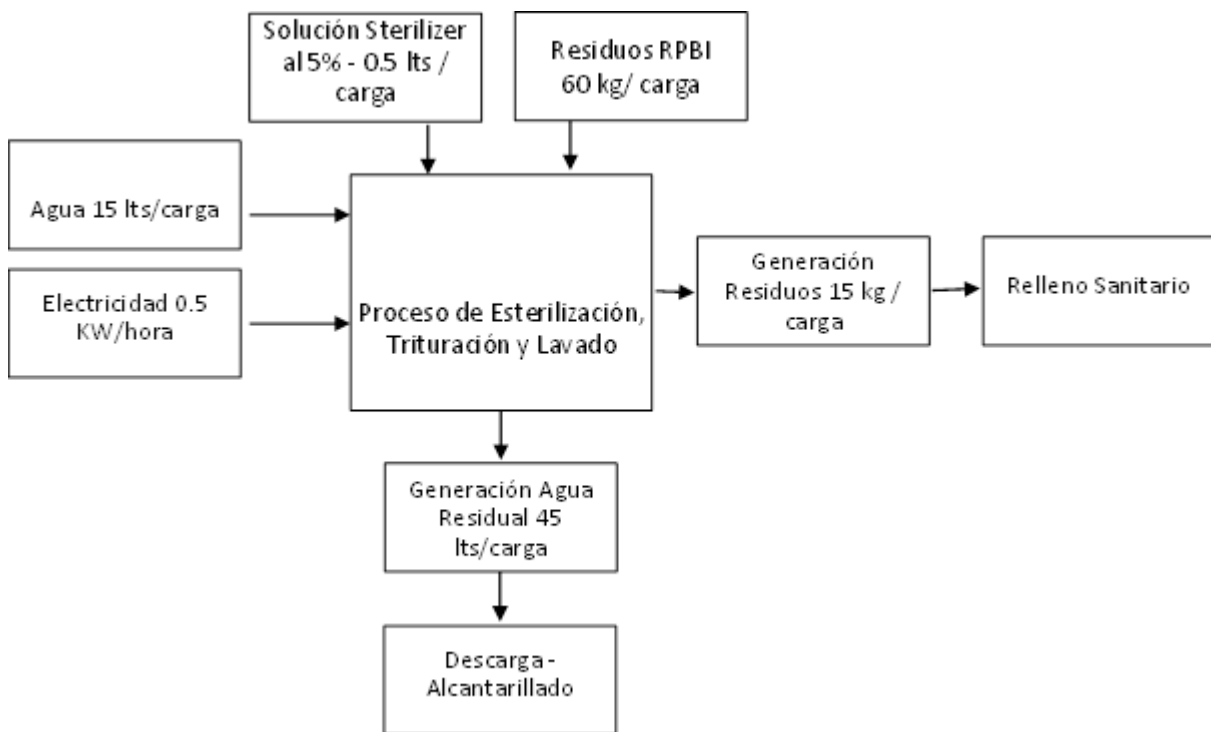 Solución Sterilizer
al 5% - 0.5 lts /
carga
Residuos RPBI
60 kg/ carga
Agua 15 lts/carga
Electricidad 0.5
KW/hora
Proceso de Esterilización,
Trituración y Lavado
Generación
Residuos 15 kg /
carga
Relleno Sanitario
Generación Agua
Residual 45
lts/carga
Descarga -
Alcantarillado